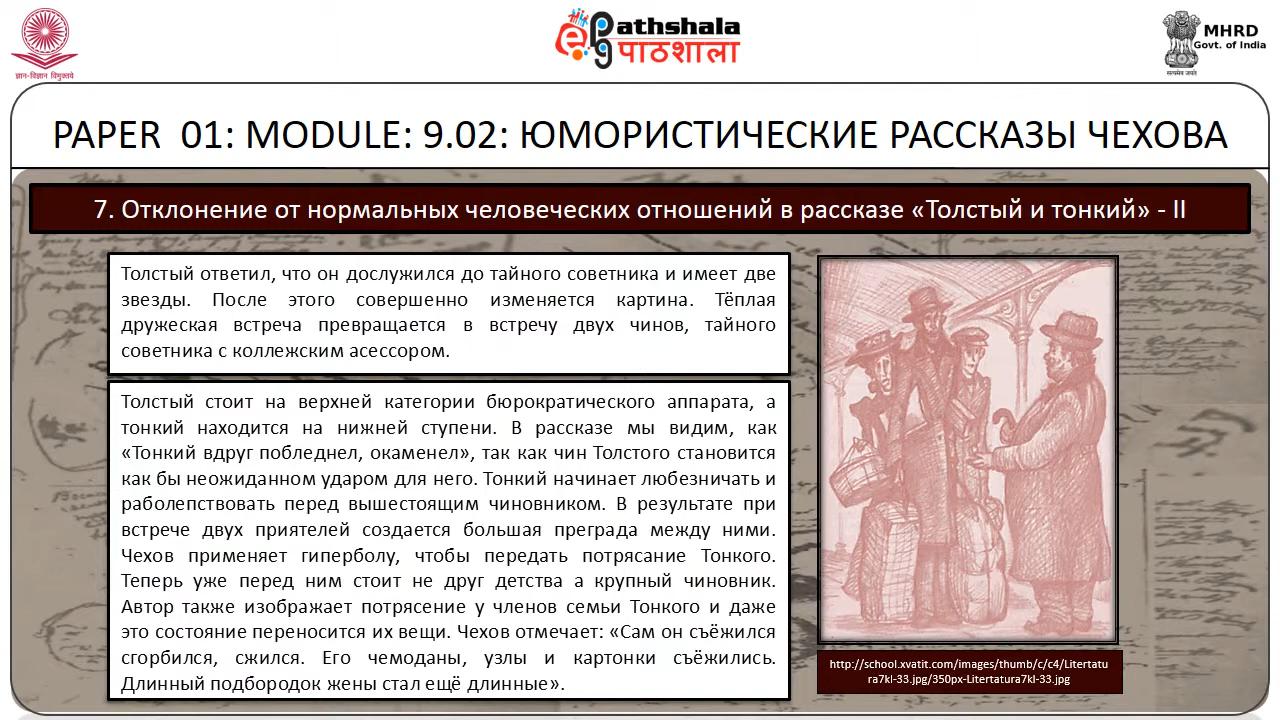 ePgPathshala
पाठशाला
MHRD
Govt. of India
ज्ञान-विज्ञान विमुक्तये
सत्यमेव जयते
PAPER 01: MODULE: 9.02: ЮМОРИСТИЧЕСКИЕ РАССКАЗЫ ЧЕХОВА
7. Отклонение от нормальных человеческих отношений в рассказе «Толстый и тонкий» - II
Толстый ответил, что он дослужился до тайного советника и имеет две
звезды. После этого совершенно изменяется картина. Тёплая
дружеская встреча превращается в встречу двух чинов, тайного
советника с коллежским асессором.
Толстый стоит на верхней категории бюрократического аппарата, а
тонкий находится на нижней ступени. В рассказе мы видим, как
«Тонкий вдруг побледнел, окаменел», так как чин Толстого становится
как бы неожиданном ударом для него. Тонкий начинает любезничать и
раболепствовать перед вышестоящим чиновником. В результате при
встрече двух приятелей создается большая преграда между ними.
Чехов применяет гиперболу, чтобы передать потрясание Тонкого.
Теперь уже перед ним стоит не друг детства а крупный чиновник.
Автор также изображает потрясение у членов семьи Тонкого и даже
это состояние переносится их вещи. Чехов отмечает: «Сам он съёжился
сгорбился, сжился. Его чемоданы, узлы и картонки съёжились.
Длинный подбородок жены стал ещё длинные».
http://school.xvatit.com/images/thumb/c/c4/Litertatu
ra7kl-33.jpg/350px-Litertatura7kl-33.jpg